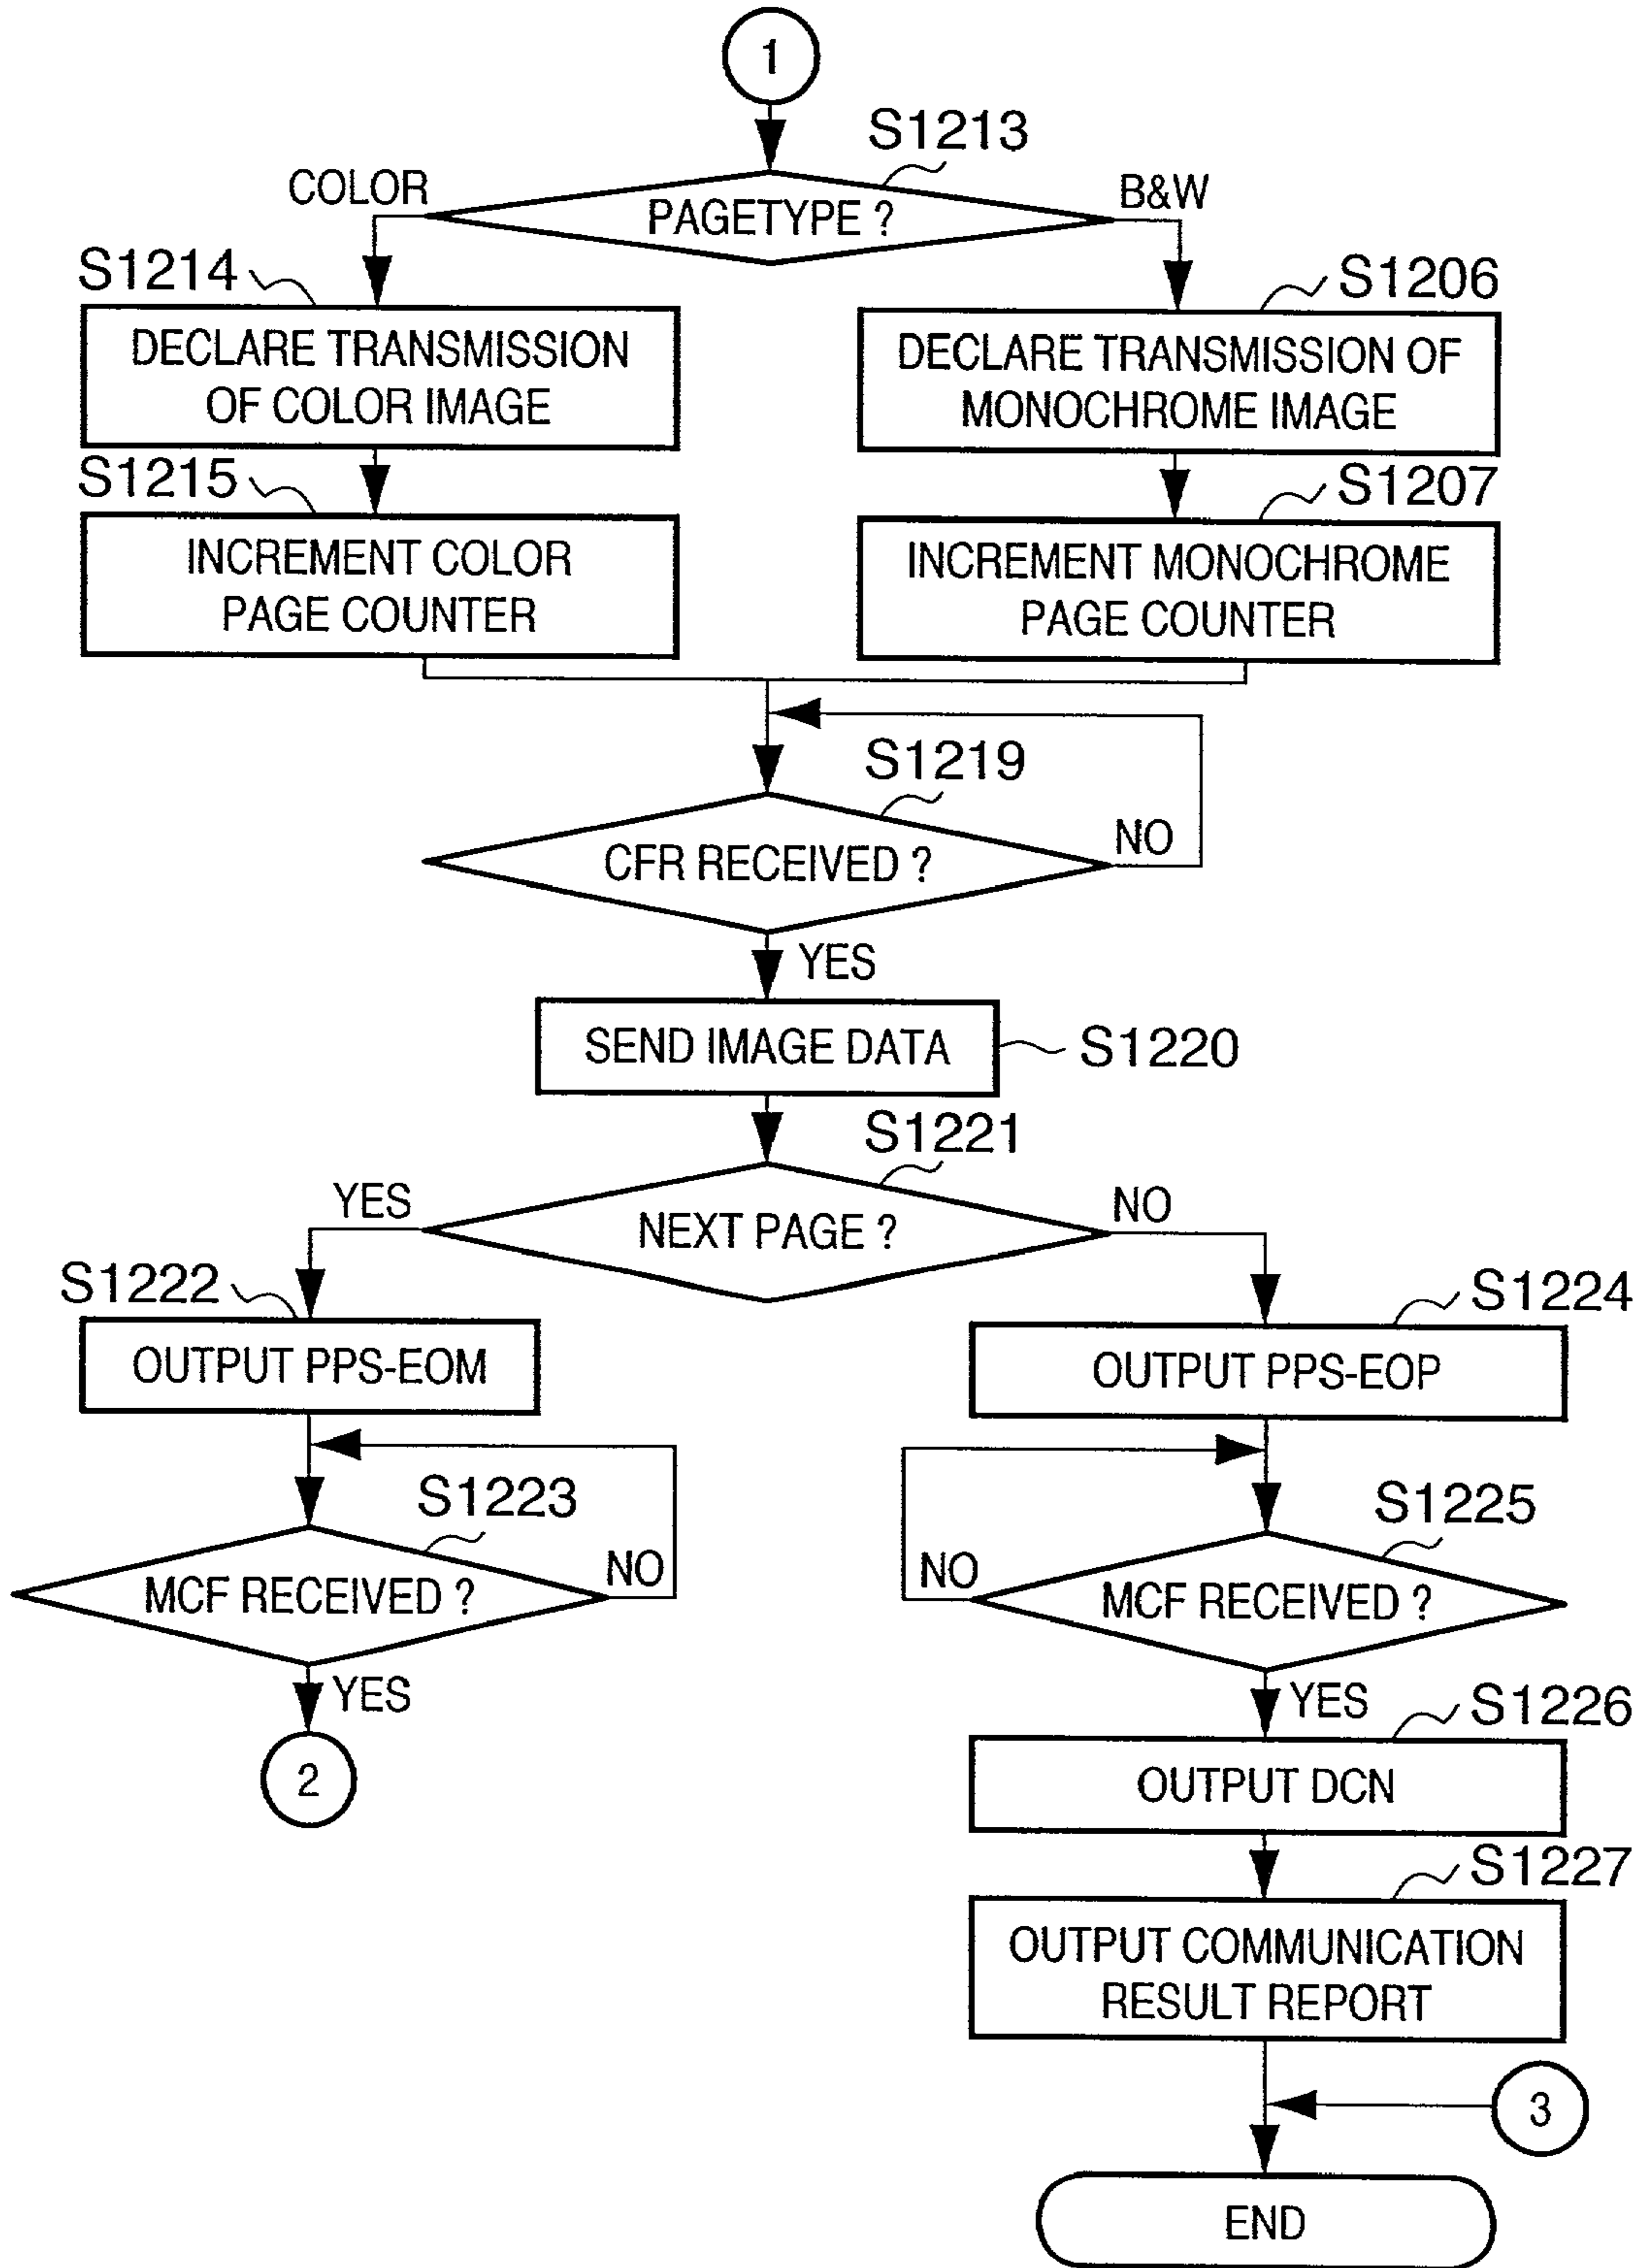 1
S1213
COLOR
B&W
PAGETYPE ?
S1214
S1206
DECLARE TRANSMISSION
OF COLOR IMAGE
DECLARE TRANSMISSION OF
MONOCHROME IMAGE
S1215
S1207
INCREMENT COLOR
PAGE COUNTER
INCREMENT MONOCHROME
PAGE COUNTER
S1219
CFR RECEIVED ?
NO
YES
SEND IMAGE DATA
S1220
S1221
YES
NEXT PAGE ?
NO
S1222
S1224
OUTPUT PPS-EOM
OUTPUT PPS-EOP
S1223
S1225
MCF RECEIVED ?
NO
NO
MCF RECEIVED ?
YES
YES
2
S1226
OUTPUT DCN
S1227
OUTPUT COMMUNICATION
RESULT REPORT
3
END